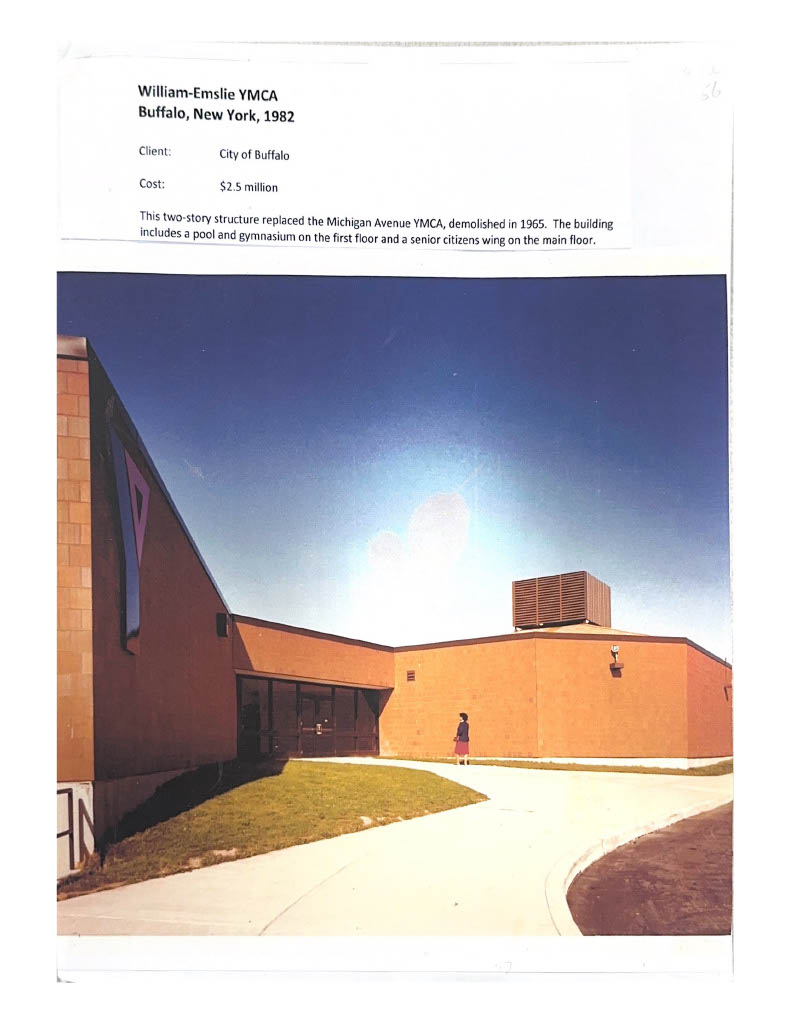 56
William-Emslie YMCA
Buffalo, New York, 1982
Client: City of Buffalo
Cost: $2.5 million
This two-story structure replaced the Michigan Avenue YMCA, demolished in 1965. The building
includes a pool and gymnasium on the first floor and a senior citizens wing on the main floor.